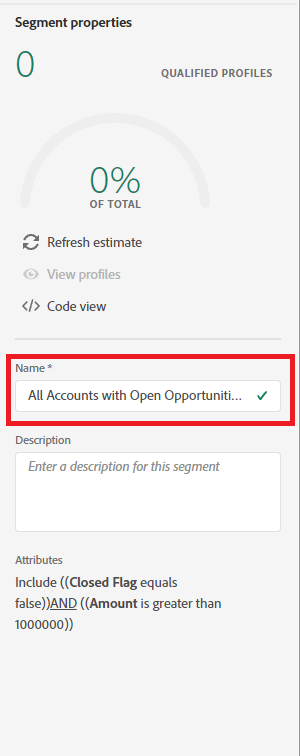 Segment properties
0
QUALIFIED PROFILES
0%
OF TOTAL
Refresh estimate
View profiles
</> Code view
Name *
All Accounts with Open Opportuniti...
Description
Enter a description for this segment
Attributes
Include ((Closed Flag equals
false))AND ((Amount is greater than
1000000))